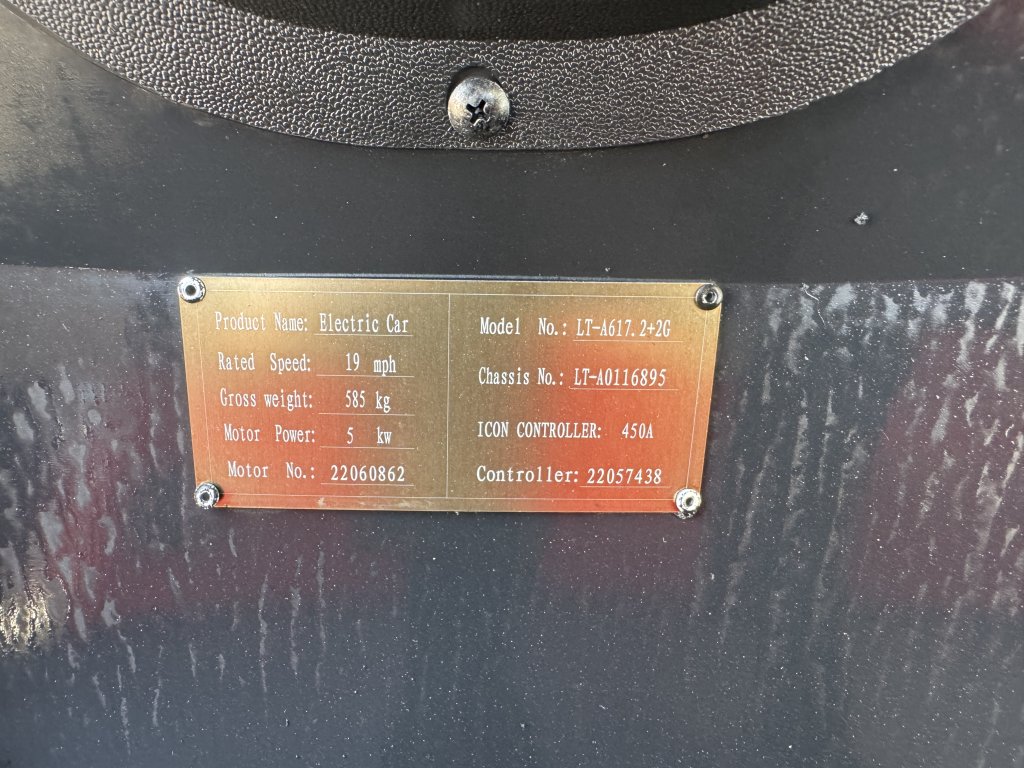 Product Name: Electric Car
Rated Speed: 19 mph
Gross weight: 585 kg
Motor Power: 5 kw
Motor No.: 22060862
Model No.: LT-A617.2+2G
Chassis No.: LT-A0116895
ICON CONTROLLER: 450A
Controller: 22057438